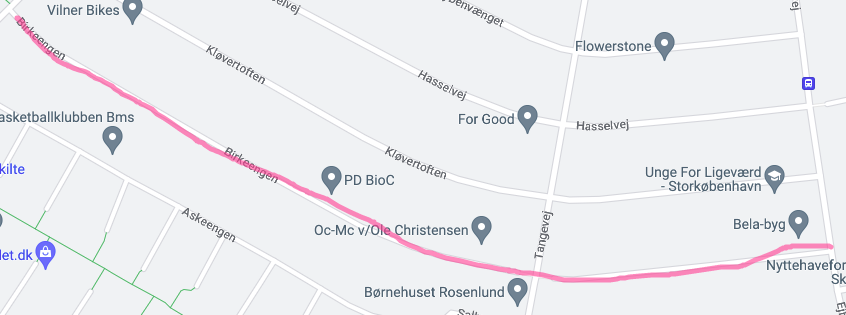 Vilner Bikes
Birkeengen
Kløvertoften
Hasselvej
Flowerstone
For Good
Hasselvej
asketballklubben Bms
Birkeengen
Kløvertoften
PD BioC
Unge For Ligeværd
- Storkøbenhavn
kilte
Askeengen
Oc-Mc v/Ole Christensen
Tangevej
Bela-byg
let.dk
Nyttehavefor
Sk
Børnehuset Rosenlund